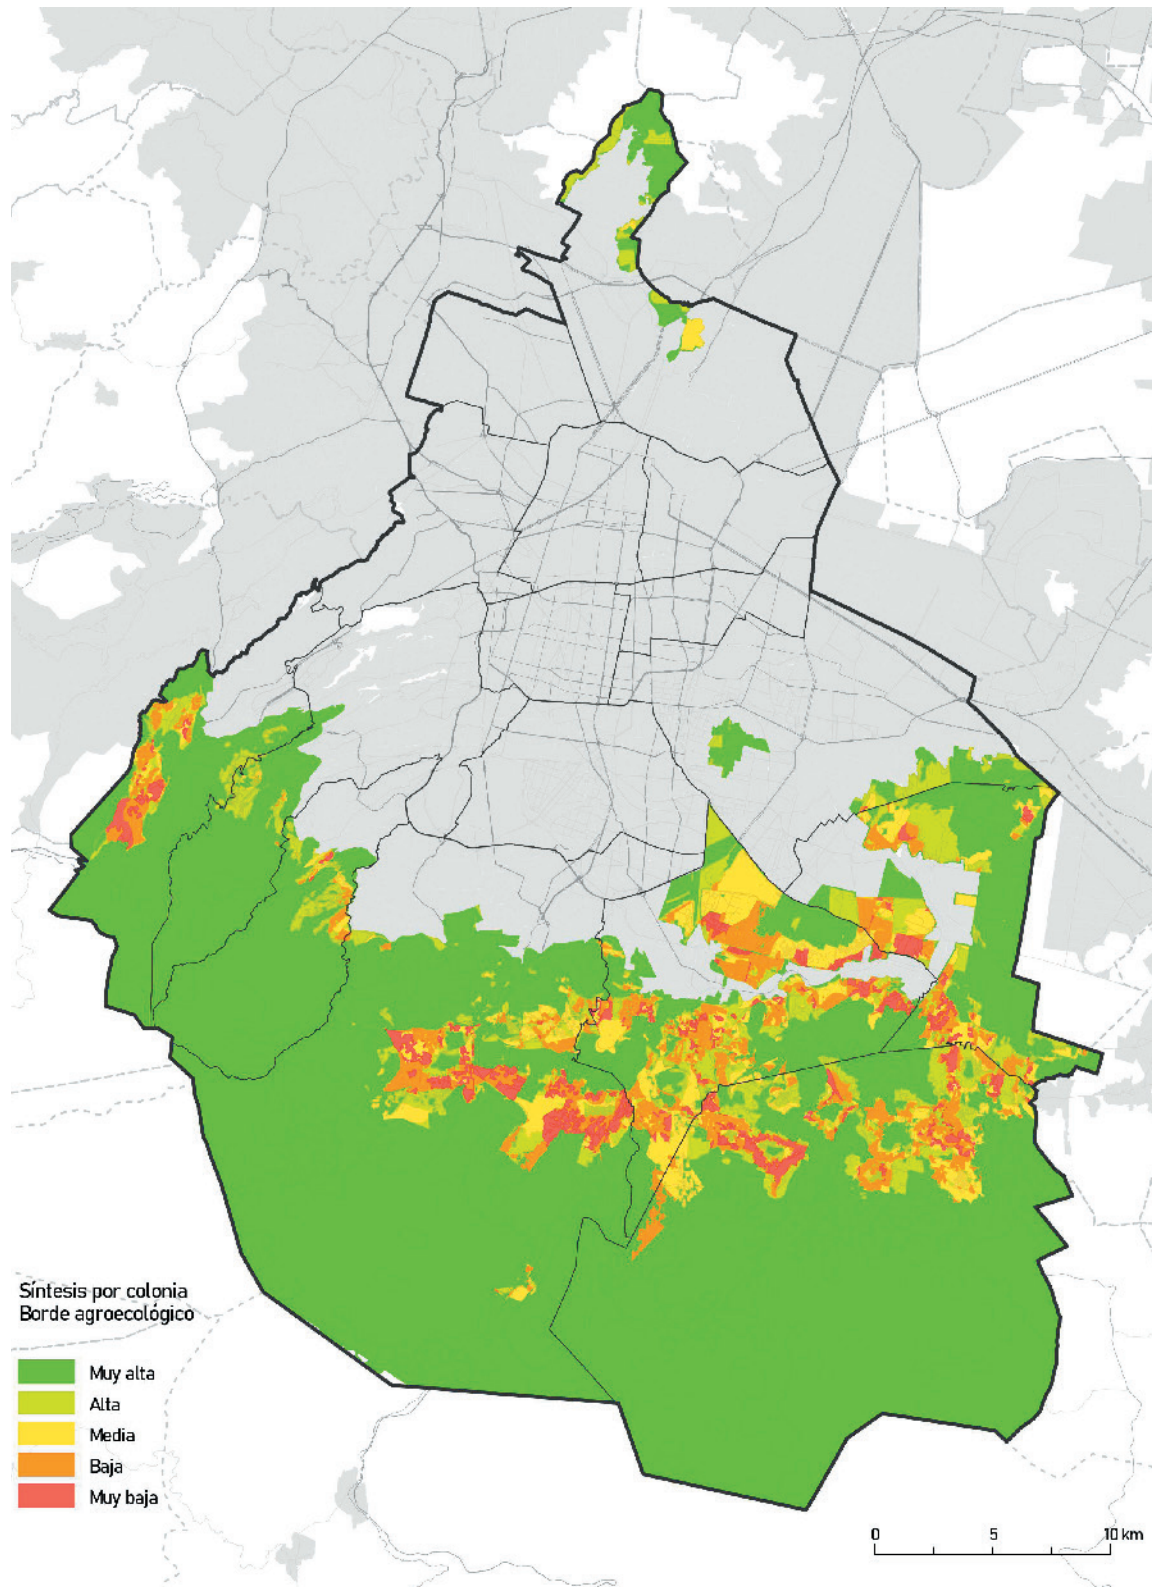 Síntesis por colonia
Borde agroecológico
Muy alta
Alta
Media
Baja
Muy baja
0 5 10 km